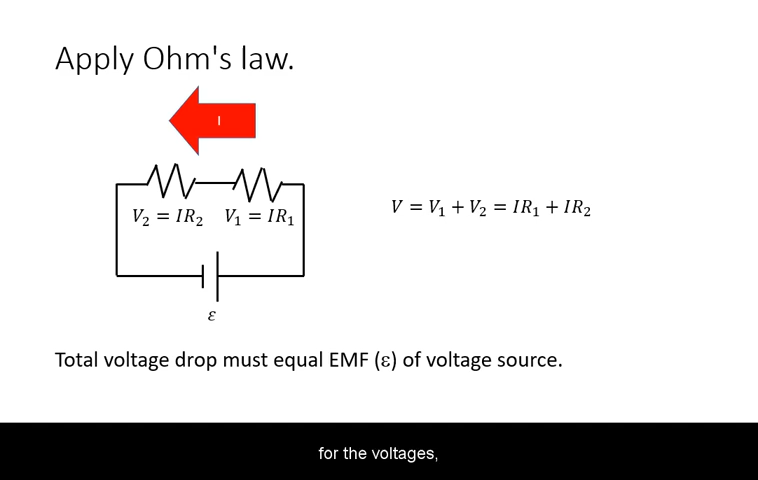 Apply Ohm's law.
I
V₂ = IR₂ V₁ = IR₁
V = V₁ + V₂ = IR₁ + IR₂
ε
Total voltage drop must equal EMF (ε) of voltage source.
for the voltages,